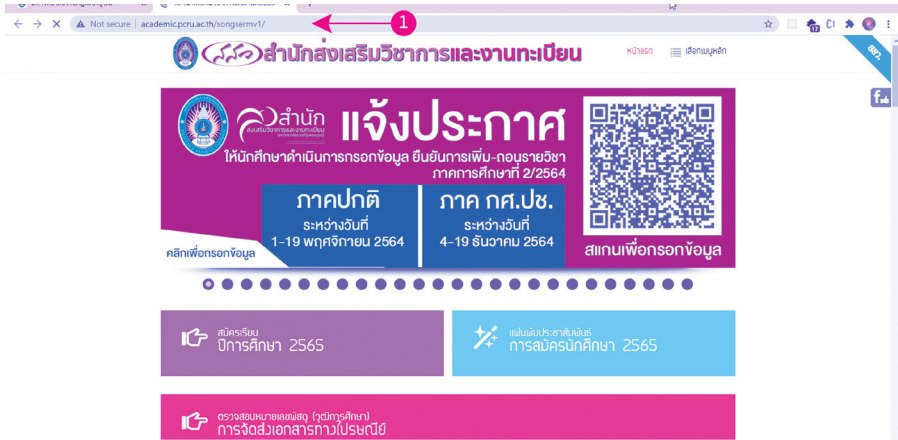 Not secure academic.pcru.ac.th/songsermv1/
1
17
สสว สำนักส่งเสริมวิชาการและงานทะเบียน
หน้าแรก
เลือกเมนูหลัก
สสว.
สำนัก
ส่งเสริมวิชาการและงานทะเบียน
แจ้งประกาศ
ให้นักศึกษาดำเนินการกรอกข้อมูล ยืนยันการเพิ่ม-ถอนรายวิชา
ภาคการศึกษาที่ 2/2564
ภาคปกติ
ระหว่างวันที่
1-19 พฤศจิกายน 2564
ภาค กศ.ปช.
ระหว่างวันที่
4-19 ธันวาคม 2564
คลิกเพื่อกรอกข้อมูล
สแกนเพื่อกรอกข้อมูล
สมัครเรียน
ปีการศึกษา 2565
แผ่นพับประชาสัมพันธ์
การสมัครนักศึกษา 2565
ตรวจสอบหมายเลขพัสดุ (วุฒิการศึกษา)
การจัดส่งเอกสารทางไปรษณีย์